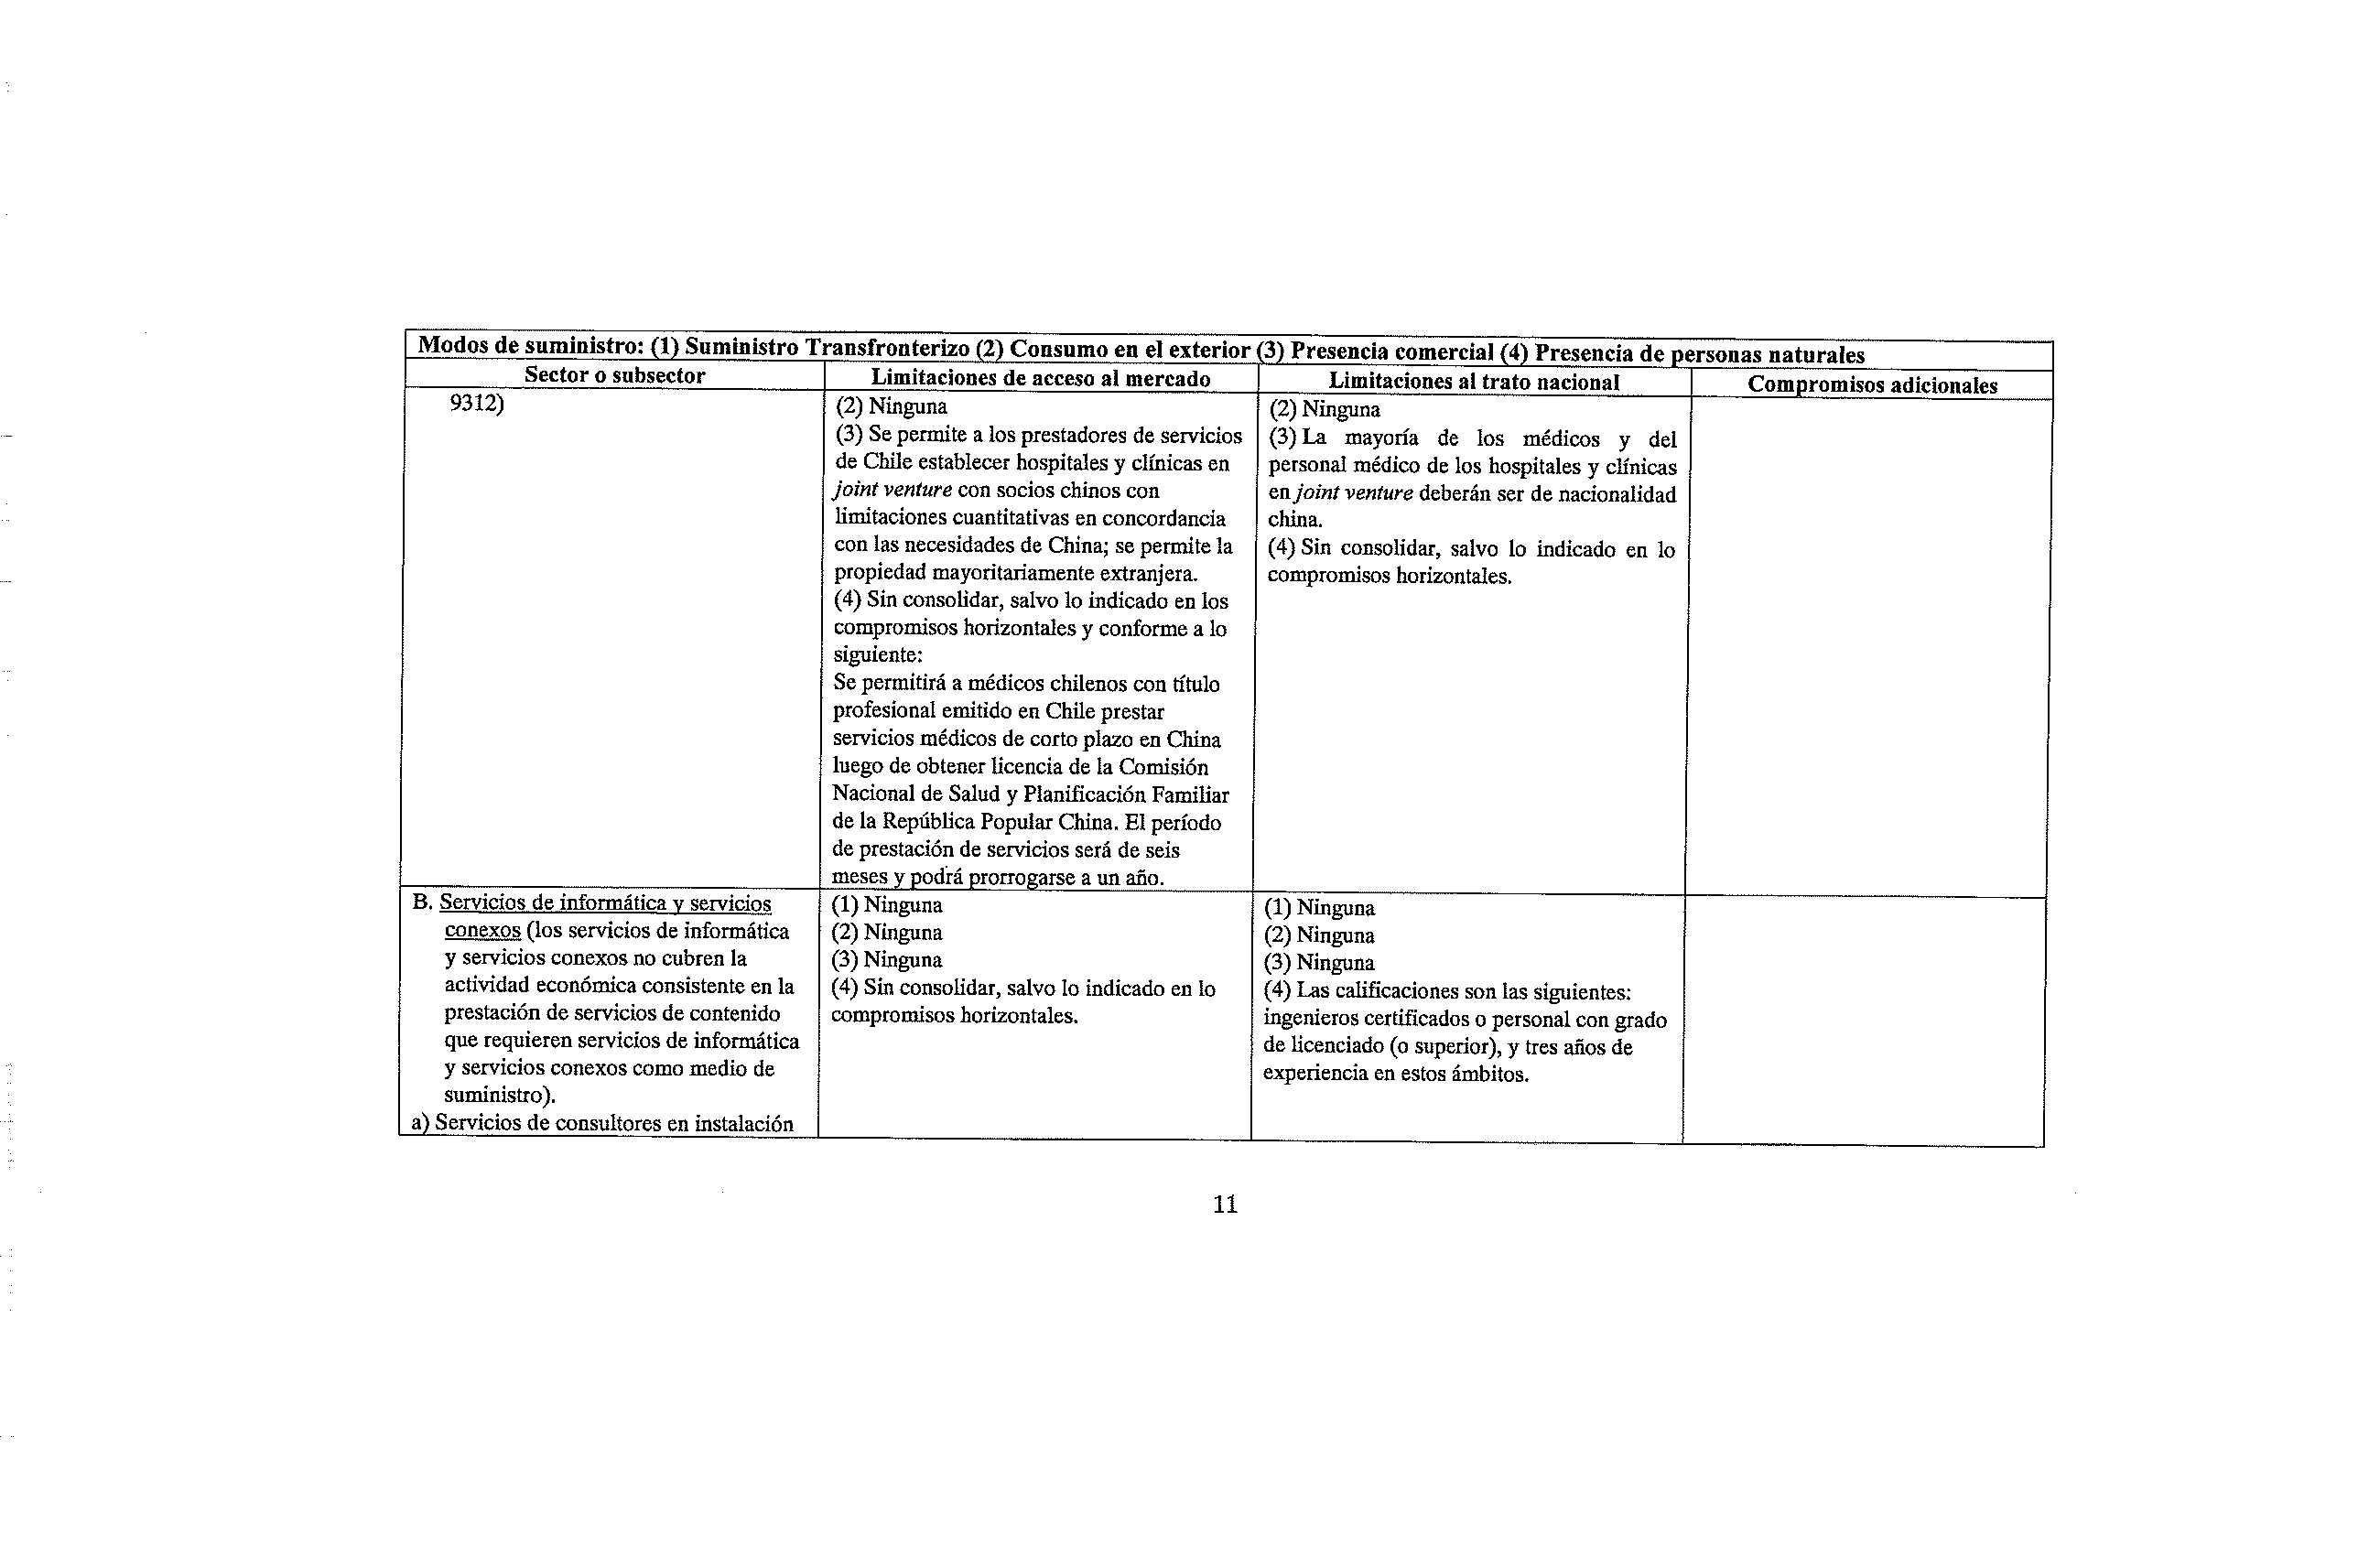 Modos de suministro: (1) Suministro Transfronterizo (2) Consumo en el exterior (3) Presencia comercial (4) Presencia de personas naturales
Sector o subsector
Limitaciones de acceso al mercado
Limitaciones al trato nacional
Compromisos adicionales
9312)
(2) Ninguna
(3) Se permite a los prestadores de servicios
de Chile establecer hospitales y clínicas en
joint venture con socios chinos con
limitaciones cuantitativas en concordancia
con las necesidades de China; se permite la
propiedad mayoritariamente extranjera.
(4) Sin consolidar, salvo lo indicado en los
compromisos horizontales y conforme a lo
siguiente:
Se permitirá a médicos chilenos con título
profesional emitido en Chile prestar
servicios médicos de corto plazo en China
luego de obtener licencia de la Comisión
Nacional de Salud y Planificación Familiar
de la República Popular China. El período
de prestación de servicios será de seis
meses y podrá prorrogarse a un año.
(2) Ninguna
(3) La mayoría de los médicos y del
personal médico de los hospitales y clínicas
en joint venture deberán ser de nacionalidad
china.
(4) Sin consolidar, salvo lo indicado en lo
compromisos horizontales.
B. Servicios de informática y servicios
conexos (los servicios de informática
y servicios conexos no cubren la
actividad económica consistente en la
prestación de servicios de contenido
que requieren servicios de informática
y servicios conexos como medio de
suministro).
a) Servicios de consultores en instalación
(1) Ninguna
(2) Ninguna
(3) Ninguna
(4) Sin consolidar, salvo lo indicado en lo
compromisos horizontales.
(1) Ninguna
(2) Ninguna
(3) Ninguna
(4) Las calificaciones son las siguientes:
ingenieros certificados o personal con grado
de licenciado (o superior), y tres años de
experiencia en estos ámbitos.
11